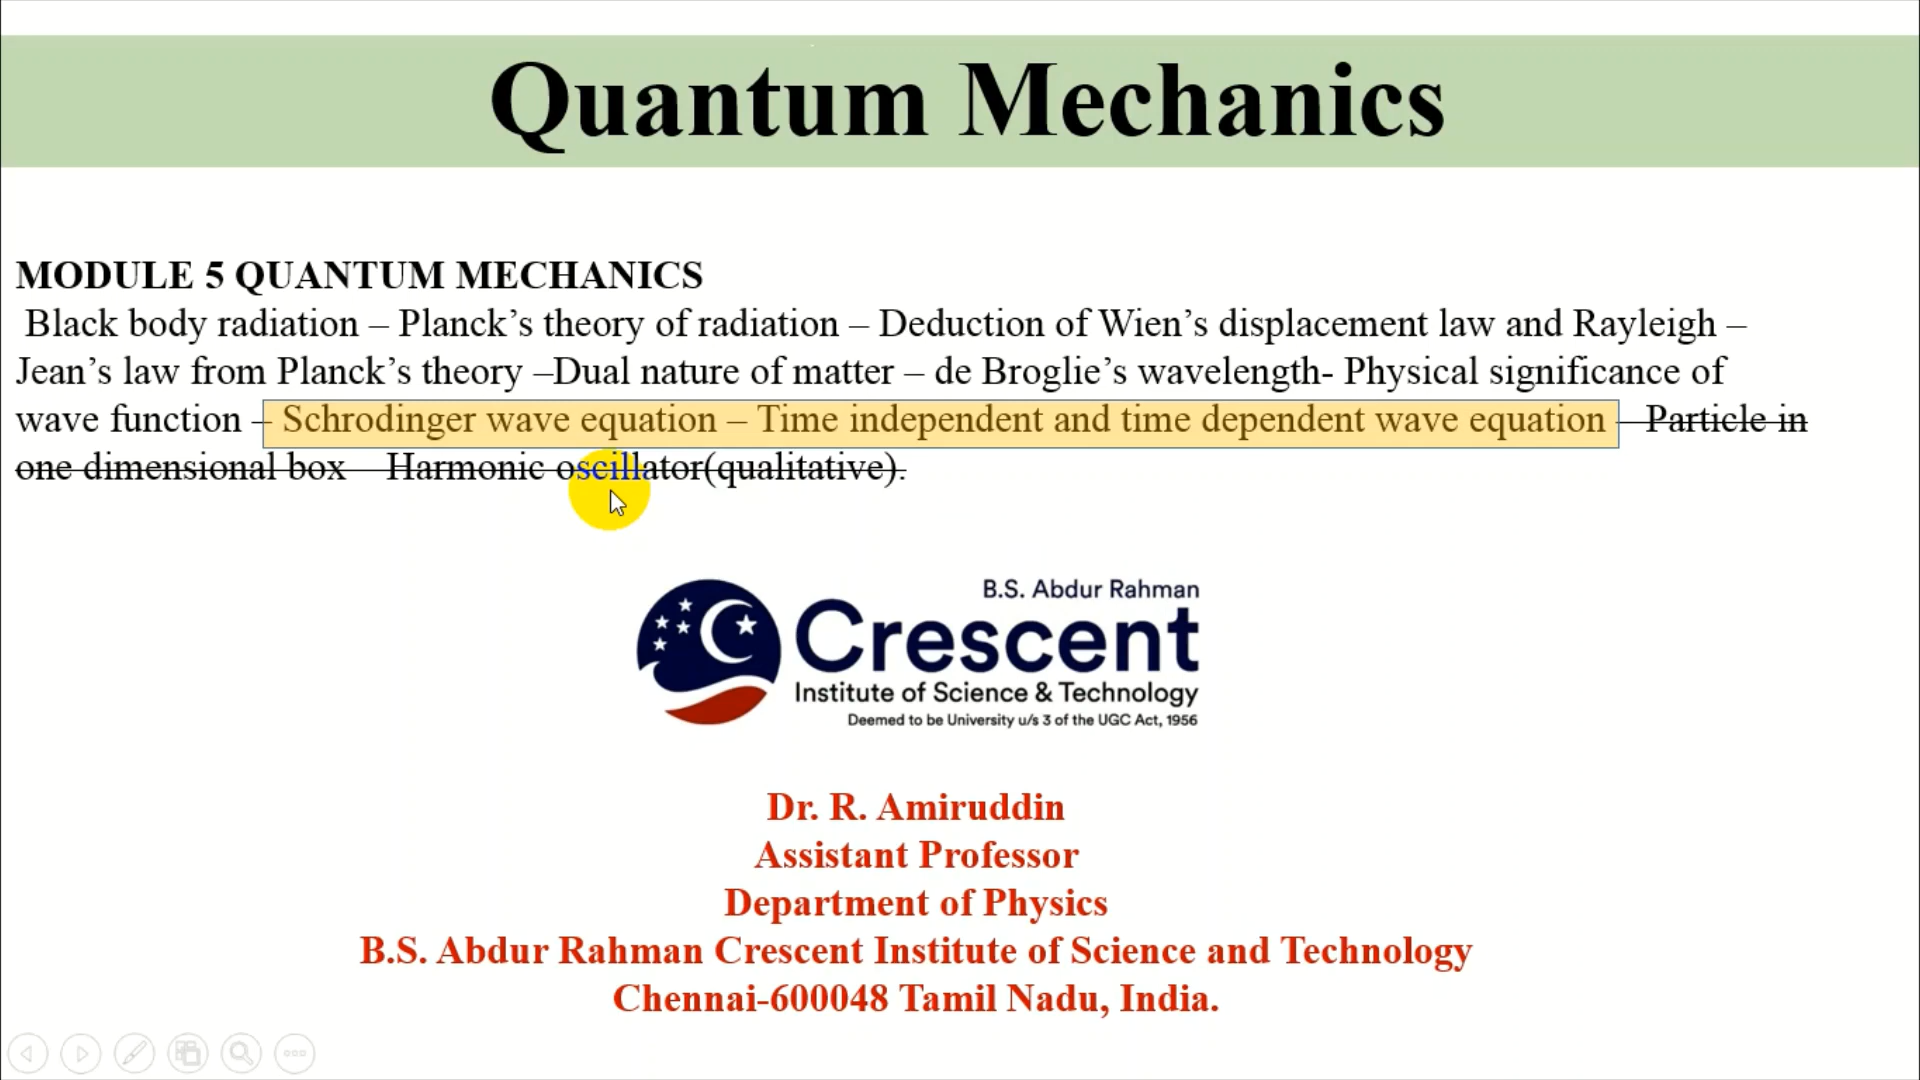 Quantum Mechanics
MODULE 5 QUANTUM MECHANICS
Black body radiation – Planck’s theory of radiation – Deduction of Wien’s displacement law and Rayleigh –
Jean’s law from Planck’s theory –Dual nature of matter – de Broglie’s wavelength- Physical significance of
wave function – Schrodinger wave equation – Time independent and time dependent wave equation – Particle in
one dimensional box – Harmonic oscillator(qualitative).
B.S. Abdur Rahman
Crescent
Institute of Science & Technology
Deemed to be University u/s 3 of the UGC Act, 1956
Dr. R. Amiruddin
Assistant Professor
Department of Physics
B.S. Abdur Rahman Crescent Institute of Science and Technology
Chennai-600048 Tamil Nadu, India.